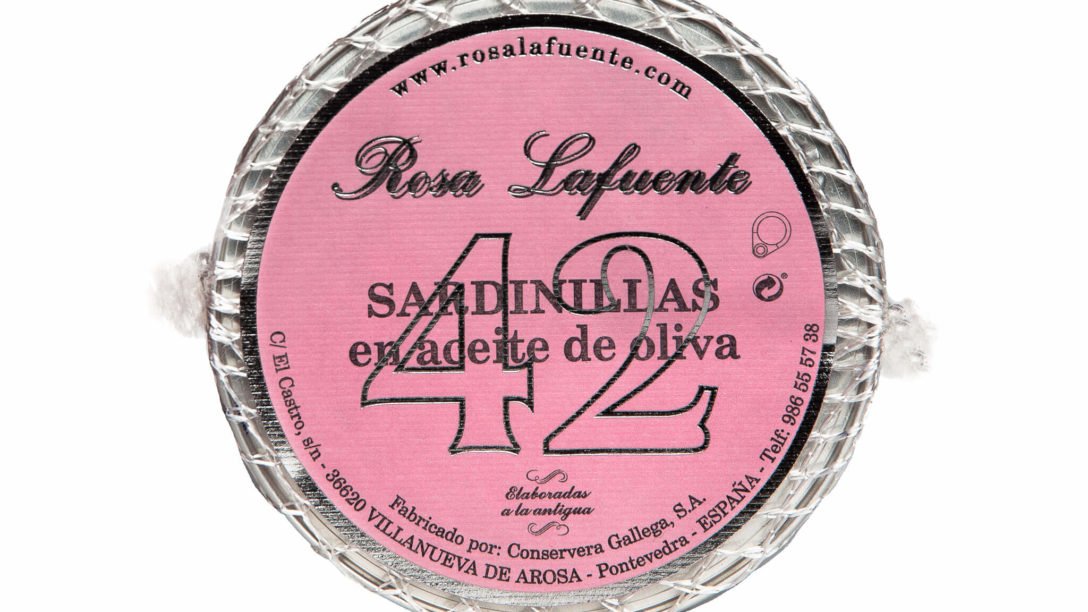 www.rosalafuente.com
Rosa Lafuente
42
SARDINILLAS
en aceite de oliva
Elaboradas
a la antigua
Fabricado por: Conservera Gallega, S.A.
C/ El Castro, s/n - 36620 VILLANUEVA DE AROSA - Pontevedra - ESPAÑA - Telf: 986 55 57 38